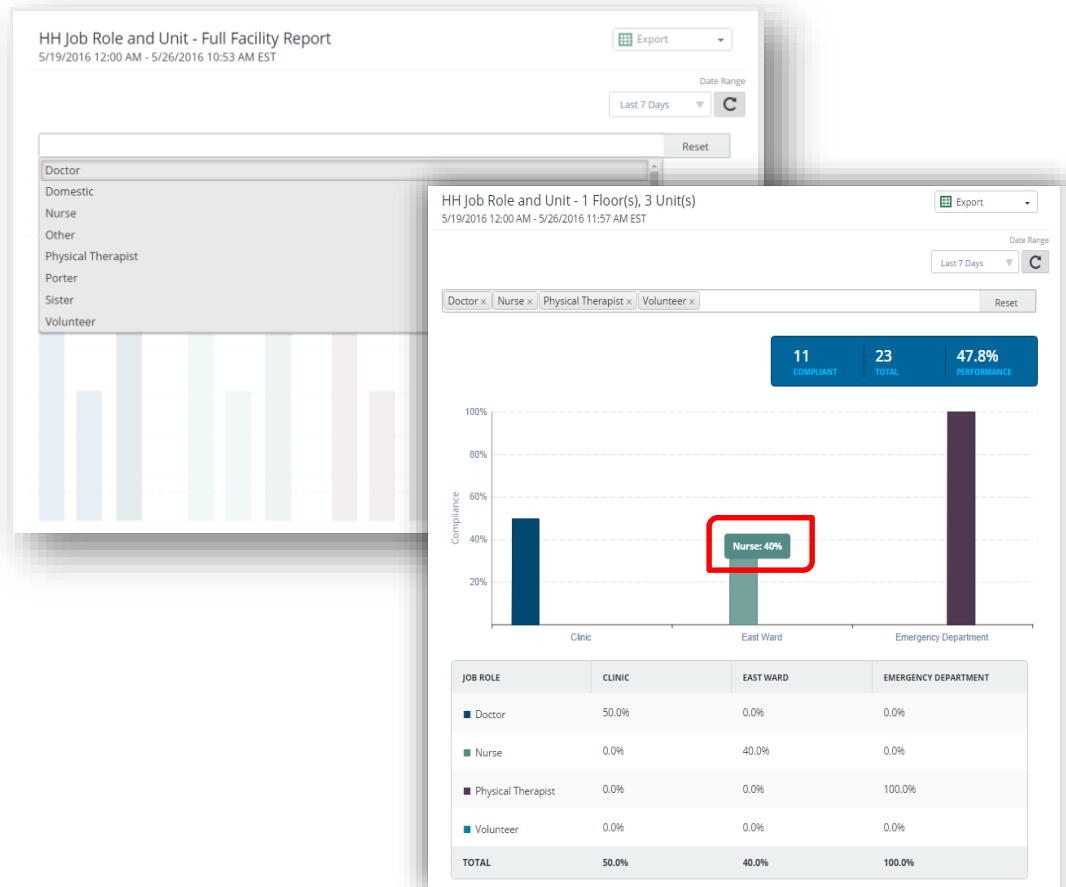 HH Job Role and Unit - Full Facility Report
Export
5/19/2016 12:00 AM - 5/26/2016 10:53 AM EST
Date Range
Last 7 Days
Reset
Doctor
Domestic
Nurse
Other
Physical Therapist
Porter
Sister
Volunteer
HH Job Role and Unit - 1 Floor(s), 3 Unit(s)
Export
5/19/2016 12:00 AM - 5/26/2016 11:57 AM EST
Date Range
Last 7 Days
Doctor × Nurse × Physical Therapist × Volunteer × Reset
11 23 47.8%
COMPLIANT TOTAL PERFORMANCE
100%
80%
60%
40%
20%
Compliance
Nurse: 40%
Clinic East Ward Emergency Department
JOB ROLE CLINIC EAST WARD EMERGENCY DEPARTMENT
Doctor 50.0% 0.0% 0.0%
Nurse 0.0% 40.0% 0.0%
Physical Therapist 0.0% 0.0% 100.0%
Volunteer 0.0% 0.0% 0.0%
TOTAL 50.0% 40.0% 100.0%